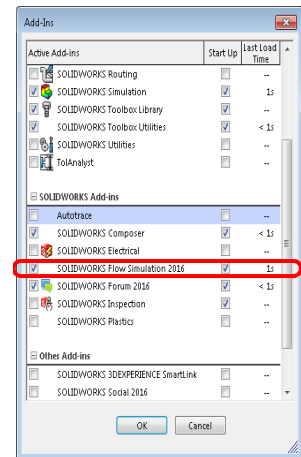 Add-Ins
Active Add-ins Start Up Last Load Time
SOLIDWORKS Routing --
SOLIDWORKS Simulation 1s
SOLIDWORKS Toolbox Library --
SOLIDWORKS Toolbox Utilities < 1s
SOLIDWORKS Utilities --
TolAnalyst --
SOLIDWORKS Add-ins
Autotrace --
SOLIDWORKS Composer < 1s
SOLIDWORKS Electrical --
SOLIDWORKS Flow Simulation 2016 1s
SOLIDWORKS Forum 2016 < 1s
SOLIDWORKS Inspection --
SOLIDWORKS Plastics --
Other Add-ins
SOLIDWORKS 3DEXPERIENCE SmartLink --
SOLIDWORKS Social 2016 --
OK Cancel